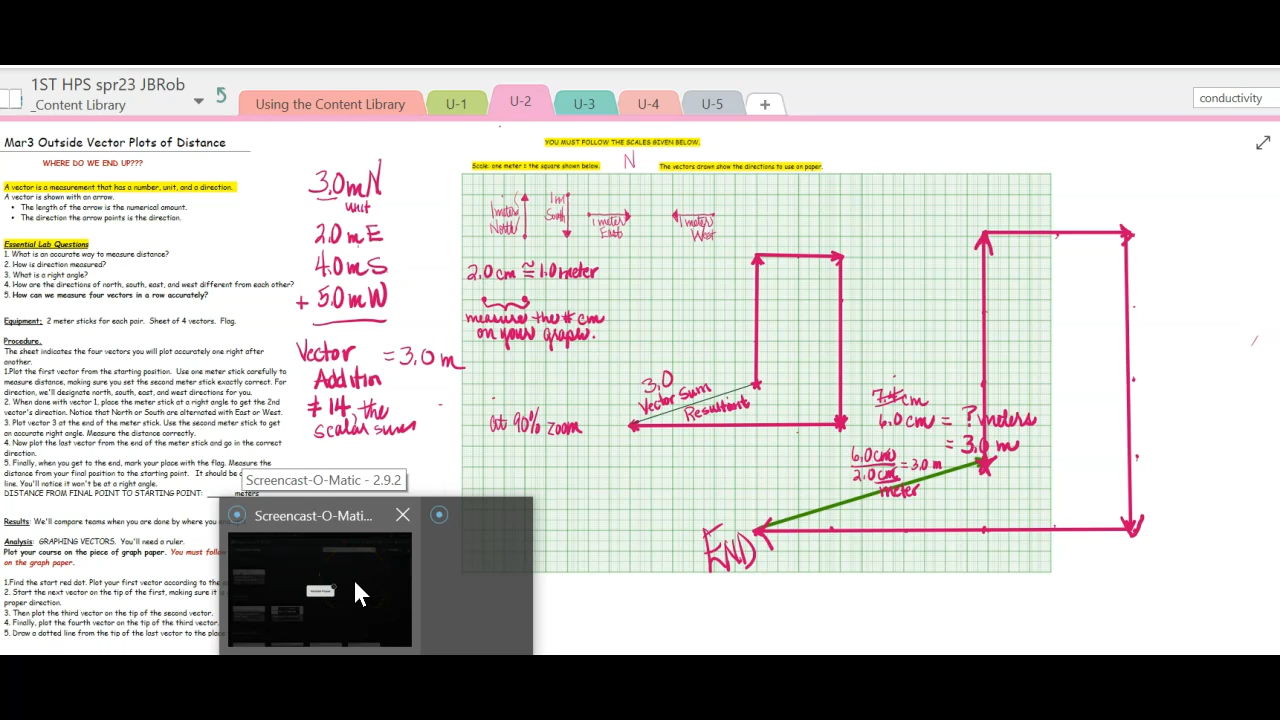 1ST HPS spr23 JBRob
_Content Library
Using the Content Library
U-1
U-2
U-3
U-4
U-5
+
conductivity
Mar3 Outside Vector Plots of Distance
WHERE DO WE END UP???
A vector is a measurement that has a number, unit, and a direction.
A vector is shown with an arrow.
• The length of the arrow is the numerical amount.
• The direction the arrow points is the direction.
Essential Lab Questions
1. What is an accurate way to measure distance?
2. How is direction measured?
3. What is a right angle?
4. How are the directions of north, south, east, and west different from each other?
5. How can we measure four vectors in a row accurately?
Equipment: 2 meter sticks for each pair. Sheet of 4 vectors. Flag.
Procedure.
The sheet indicates the four vectors you will plot accurately one right after
another.
1.Plot the first vector from the starting position. Use one meter stick carefully to
measure distance, making sure you set the second meter stick exactly correct. For
direction, we'll designate north, south, east, and west directions for you.
2. When done with vector 1, place the meter stick at a right angle to get the 2nd
vector's direction. Notice that North or South are alternated with East or West.
3. Plot vector 3 at the end of the meter stick. Use the second meter stick to get
an accurate right angle. Measure the distance correctly.
4. Now plot the last vector from the end of the meter stick and go in the correct
direction.
5. Finally, when you get to the end, mark your place with the flag. Measure the
distance from your final position to the starting point. It should be
line. You'll notice it won't be at a right angle.
DISTANCE FROM FINAL POINT TO STARTING POINT: ______ meters
Results: We'll compare teams when you are done by where you
Analysis: GRAPHING VECTORS. You'll need a ruler.
Plot your course on the piece of graph paper. You must follow
on the graph paper.
1.Find the start red dot. Plot your first vector according to the
2. Start the next vector on the tip of the first, making sure it is
proper direction.
3. Then plot the third vector on the tip of the second vector.
4. Finally, plot the fourth vector on the tip of the third vector.
5. Draw a dotted line from the tip of the last vector to the place
3.0 m N
unit
2.0 m E
4.0 m S
+ 5.0 m W
Vector = 3.0 m
Addition
≠ 14, the
scalar sum
YOU MUST FOLLOW THE SCALES GIVEN BELOW.
Scale: one meter = the square shown below.
N
The vectors drawn show the directions to use on paper.
1 meter
North
1 m
South
1 meter
East
1 meter
West
2.0 cm ≅ 1.0 meter
measure the # cm
on your graph.
at 90% zoom
3.0
Vector Sum
Resultant
cm
6.0 cm = ? meters
= 3.0 m
6.0 cm
2.0 cm = 3.0 m
meter
END
Screencast-O-Matic - 2.9.2
Screencast-O-Mati...